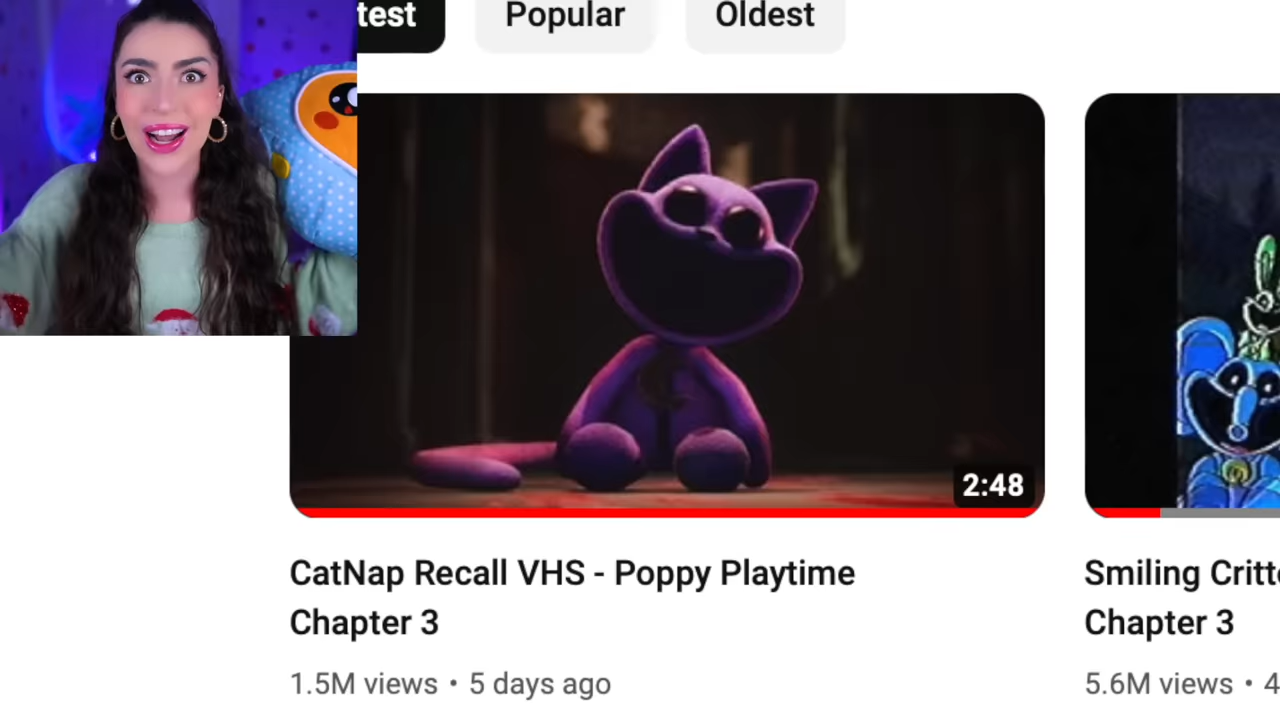 test
Popular
Oldest
2:48
CatNap Recall VHS - Poppy Playtime
Chapter 3
1.5M views • 5 days ago
Smiling Critt
Chapter 3
5.6M views • 4